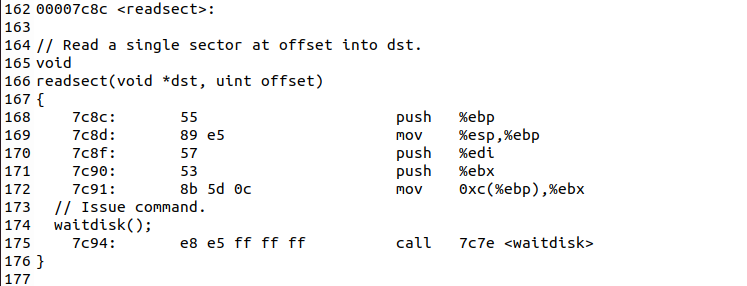 162 00007c8c <readsect>:
163
164 // Read a single sector at offset into dst.
165 void
166 readsect(void *dst, uint offset)
167 {
168     7c8c:       55                      push   %ebp
169     7c8d:       89 e5                   mov    %esp,%ebp
170     7c8f:       57                      push   %edi
171     7c90:       53                      push   %ebx
172     7c91:       8b 5d 0c                mov    0xc(%ebp),%ebx
173   // Issue command.
174   waitdisk();
175     7c94:       e8 e5 ff ff ff          call   7c7e <waitdisk>
176 }
177